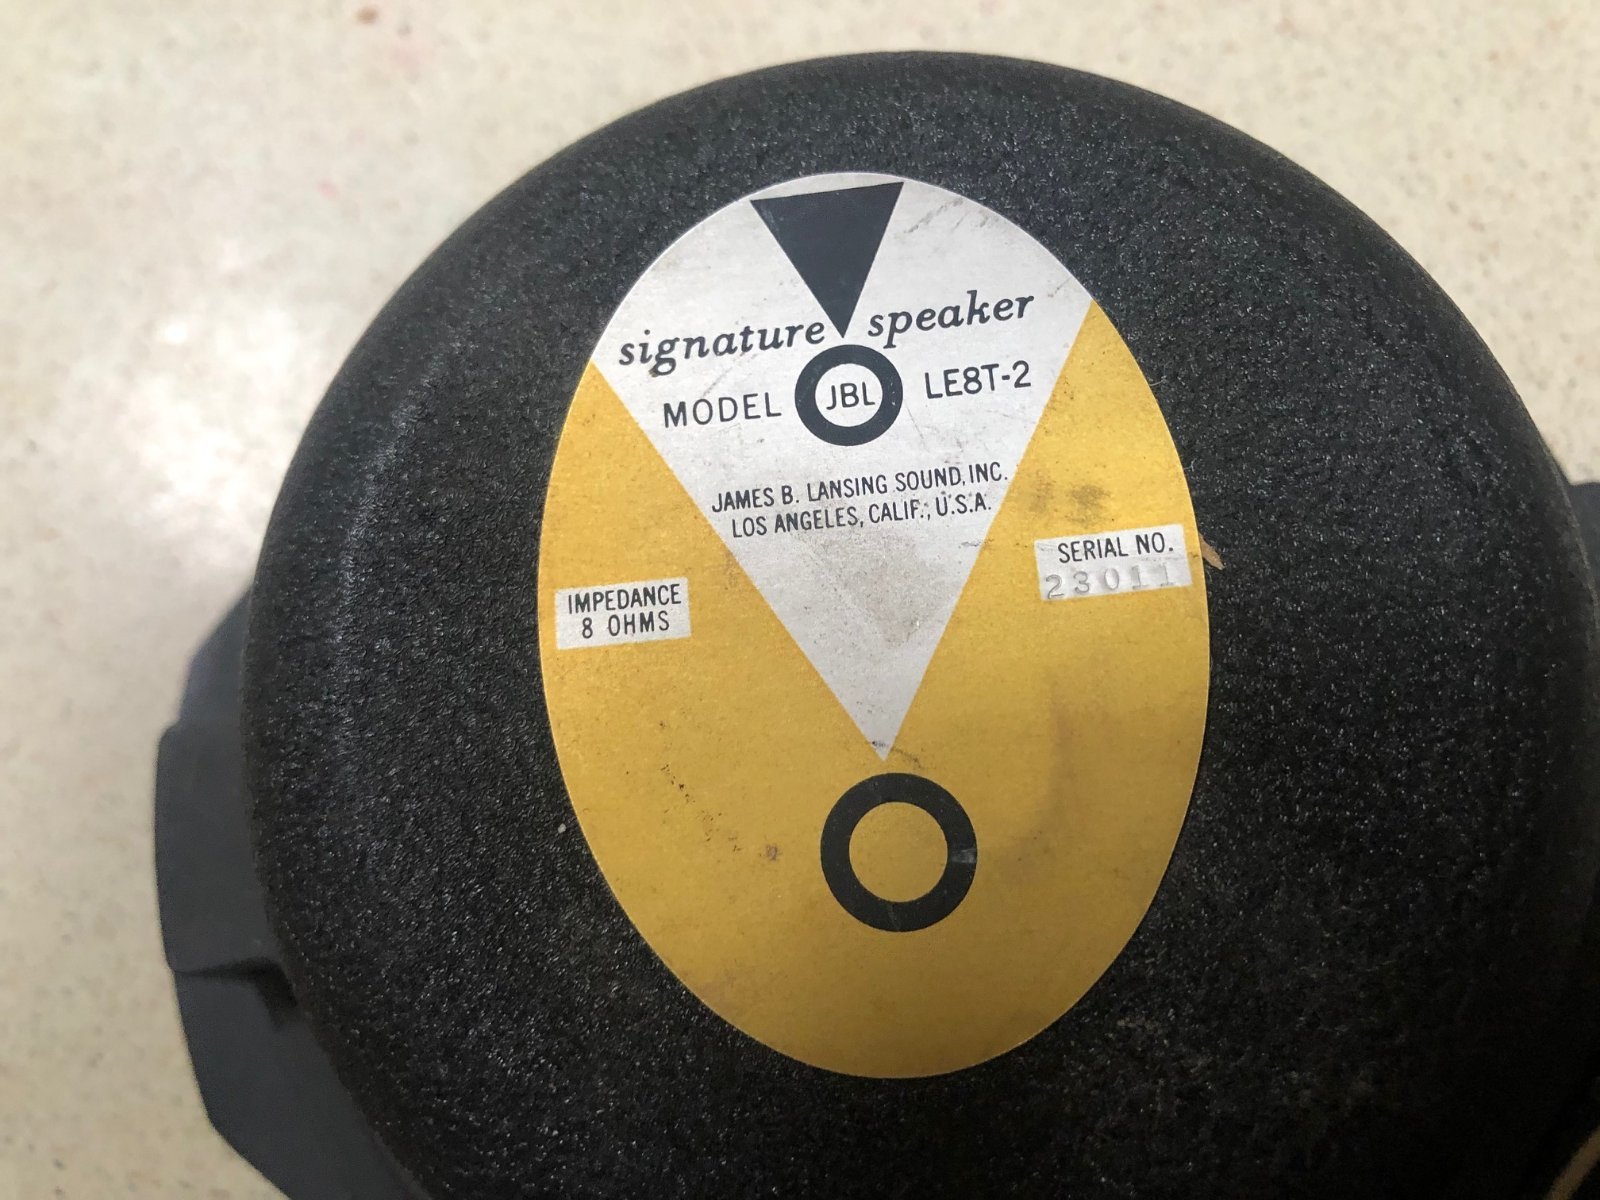 signature speaker
MODEL JBL LE8T-2
JAMES B. LANSING SOUND, INC.
LOS ANGELES, CALIF., U.S.A.
SERIAL NO.
23011
IMPEDANCE
8 OHMS